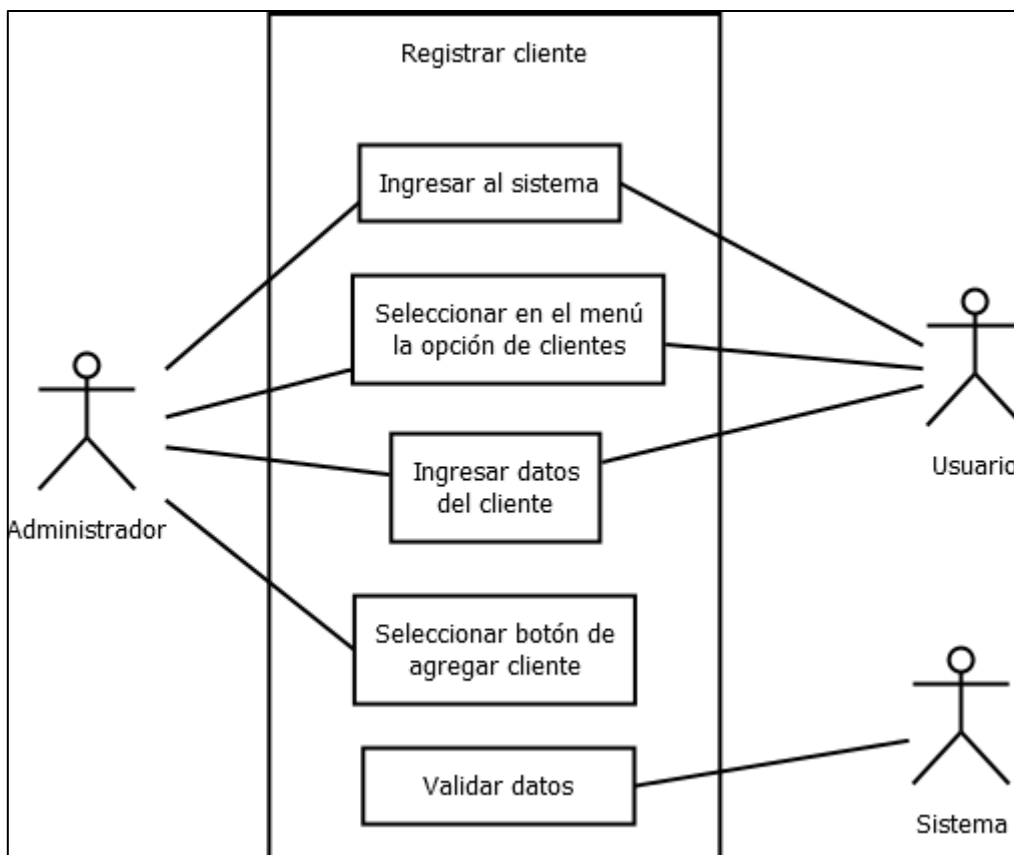 Registrar cliente
Ingresar al sistema
Seleccionar en el menú
la opción de clientes
Ingresar datos
del cliente
Seleccionar botón de
agregar cliente
Validar datos
Administrador
Usuario
Sistema